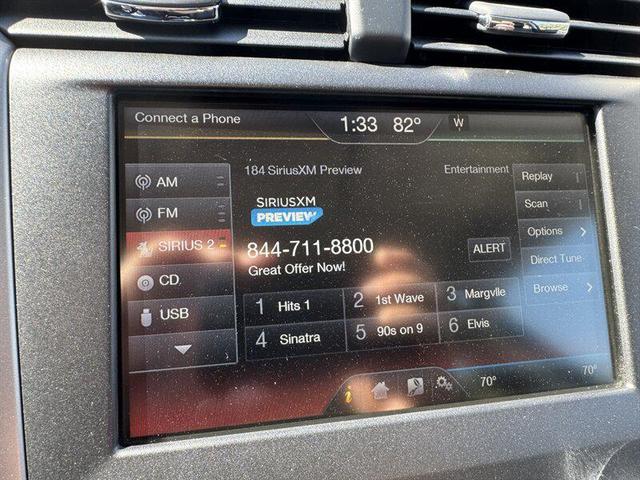 Connect a Phone
1:33 82°
W
AM
FM
SIRIUS 2
CD
USB
184 SiriusXM Preview
Entertainment
SIRIUSXM
PREVIEW
844-711-8800
Great Offer Now!
ALERT
1 Hits 1
2 1st Wave
3 Margvlle
4 Sinatra
5 90s on 9
6 Elvis
Replay
Scan
Options >
Direct Tune
Browse >
i
70°
70°